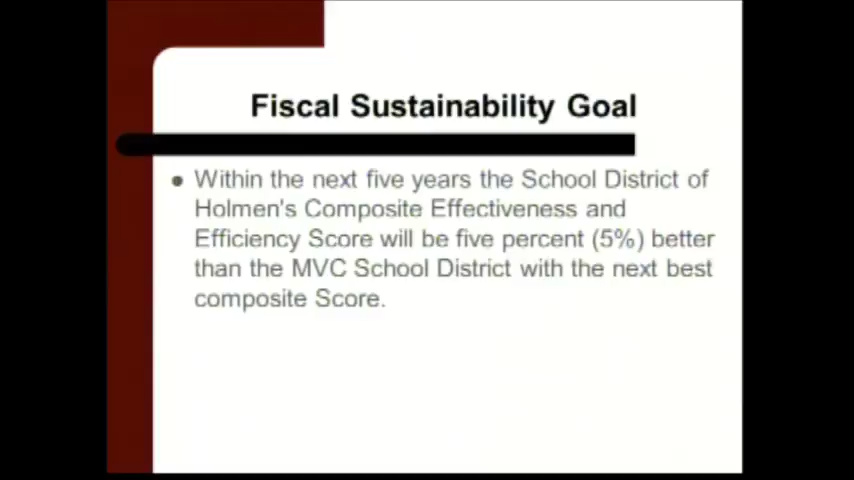 Fiscal Sustainability Goal
• Within the next five years the School District of
Holmen's Composite Effectiveness and
Efficiency Score will be five percent (5%) better
than the MVC School District with the next best
composite Score.